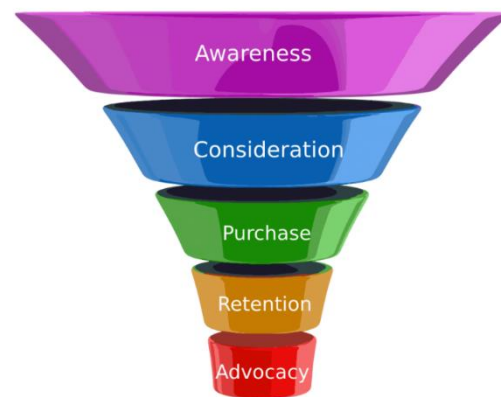 Awareness
Consideration
Purchase
Retention
Advocacy